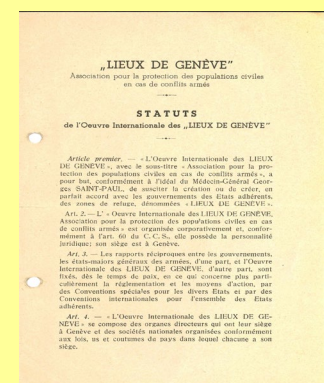 „LIEUX DE GENÈVE"
Association pour la protection des populations civiles
en cas de conflits armés
STATUTS
de l'Oeuvre Internationale des „LIEUX DE GENÈVE"
Article premier. — « L'Oeuvre Internationale des LIEUX
DE GENÈVE », avec le sous-titre « Association pour la pro-
tection des populations civiles en cas de conflits armés », a
pour but, conformément à l'idéal du Médecin-Général Geor-
ges SAINT-PAUL, de susciter la création ou de créer, en
parfait accord avec les gouvernements des Etats adhérents,
des zones de refuge, dénommées « LIEUX DE GENÈVE ».
Art. 2. — L' « Oeuvre Internationale des LIEUX DE GENÈVE,
Association pour la protection des populations civiles en cas
de conflits armés » est organisée corporativement et, confor-
mément à l'art. 60 du C. C. S., elle possède la personnalité
juridique; son siège est à Genève.
Art. 3. — Les rapports réciproques entre les gouvernements,
les états-majors généraux des armées, d'une part, et l'Oeuvre
Internationale des LIEUX DE GENÈVE, d'autre part, sont
fixés, dès le temps de paix, en ce qui concerne plus parti-
culièrement la réglementation et les moyens d'action, par
des Conventions spéciales pour les divers Etats et par des
Conventions internationales pour l'ensemble des Etats
adhérents.
Art. 4. — « L'Oeuvre Internationale des LIEUX DE GE-
NÈVE » se compose des organes directeurs qui ont leur siège
à Genève et des sociétés nationales organisées conformément
aux lois, us et coutumes du pays dans lequel chacune a son
siège.